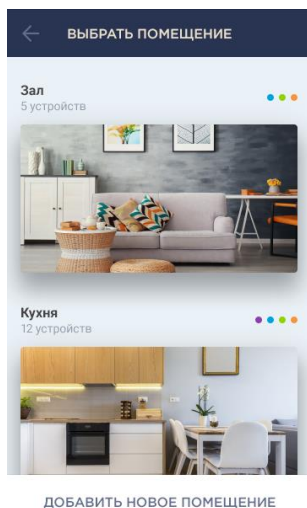 ВЫБРАТЬ ПОМЕЩЕНИЕ
Зал
5 устройств
Кухня
12 устройств
ДОБАВИТЬ НОВОЕ ПОМЕЩЕНИЕ